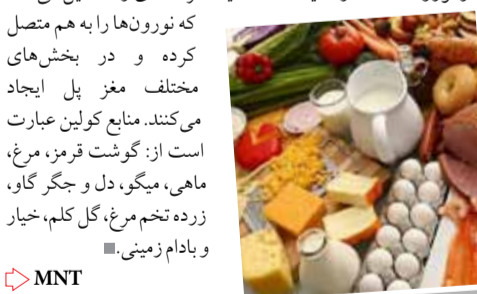 که نورون‌ها را به هم متصل
کرده و در بخش‌های
مختلف مغز پل ایجاد
می‌کنند. منابع کولین عبارت
است از: گوشت قرمز، مرغ،
ماهی، میگو، دل و جگر گاو،
زرده تخم مرغ، گل کلم، خیار
و بادام زمینی.■
MNT